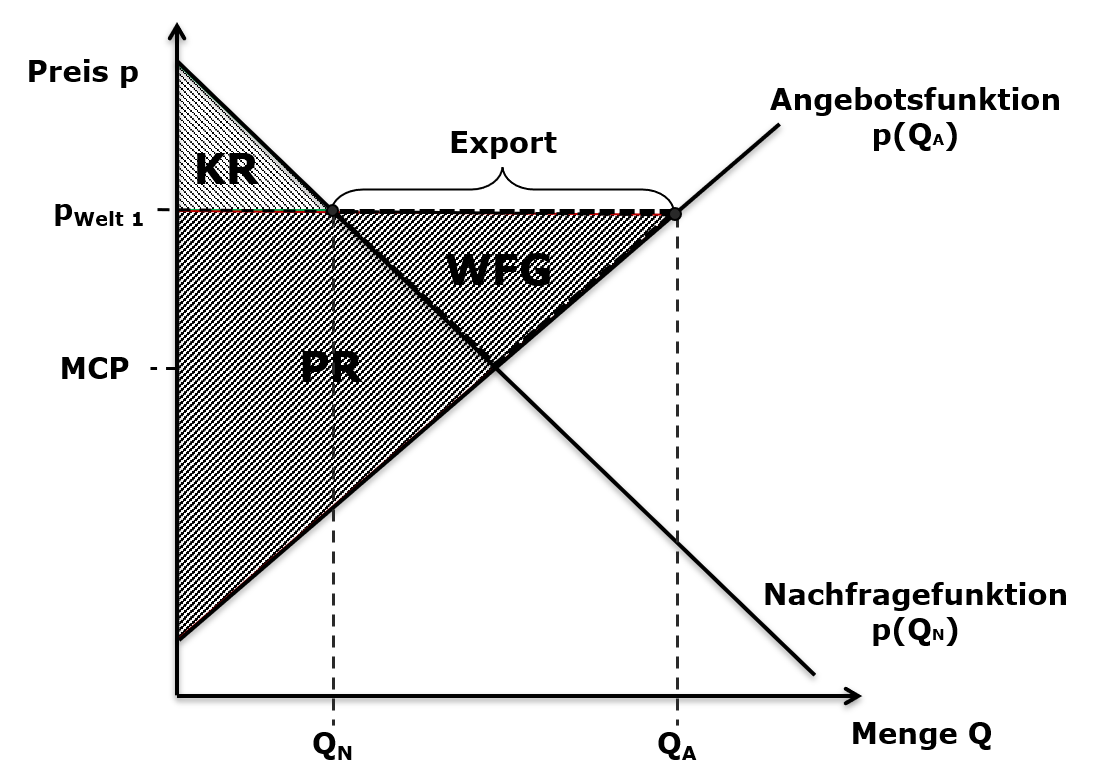 Preis p
Angebotsfunktion
p(QA)
Export
KR
pWelt 1
WFG
PR
MCP
Nachfragefunktion
p(QN)
QN
QA
Menge Q